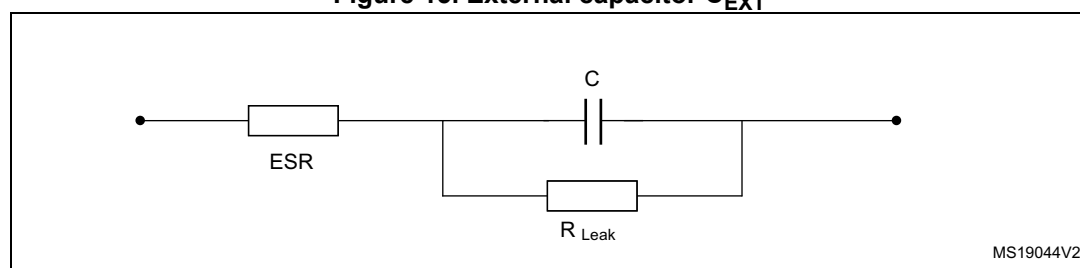 Figure 15. External capacitor CEXT
C
ESR
R Leak
MS19044V2